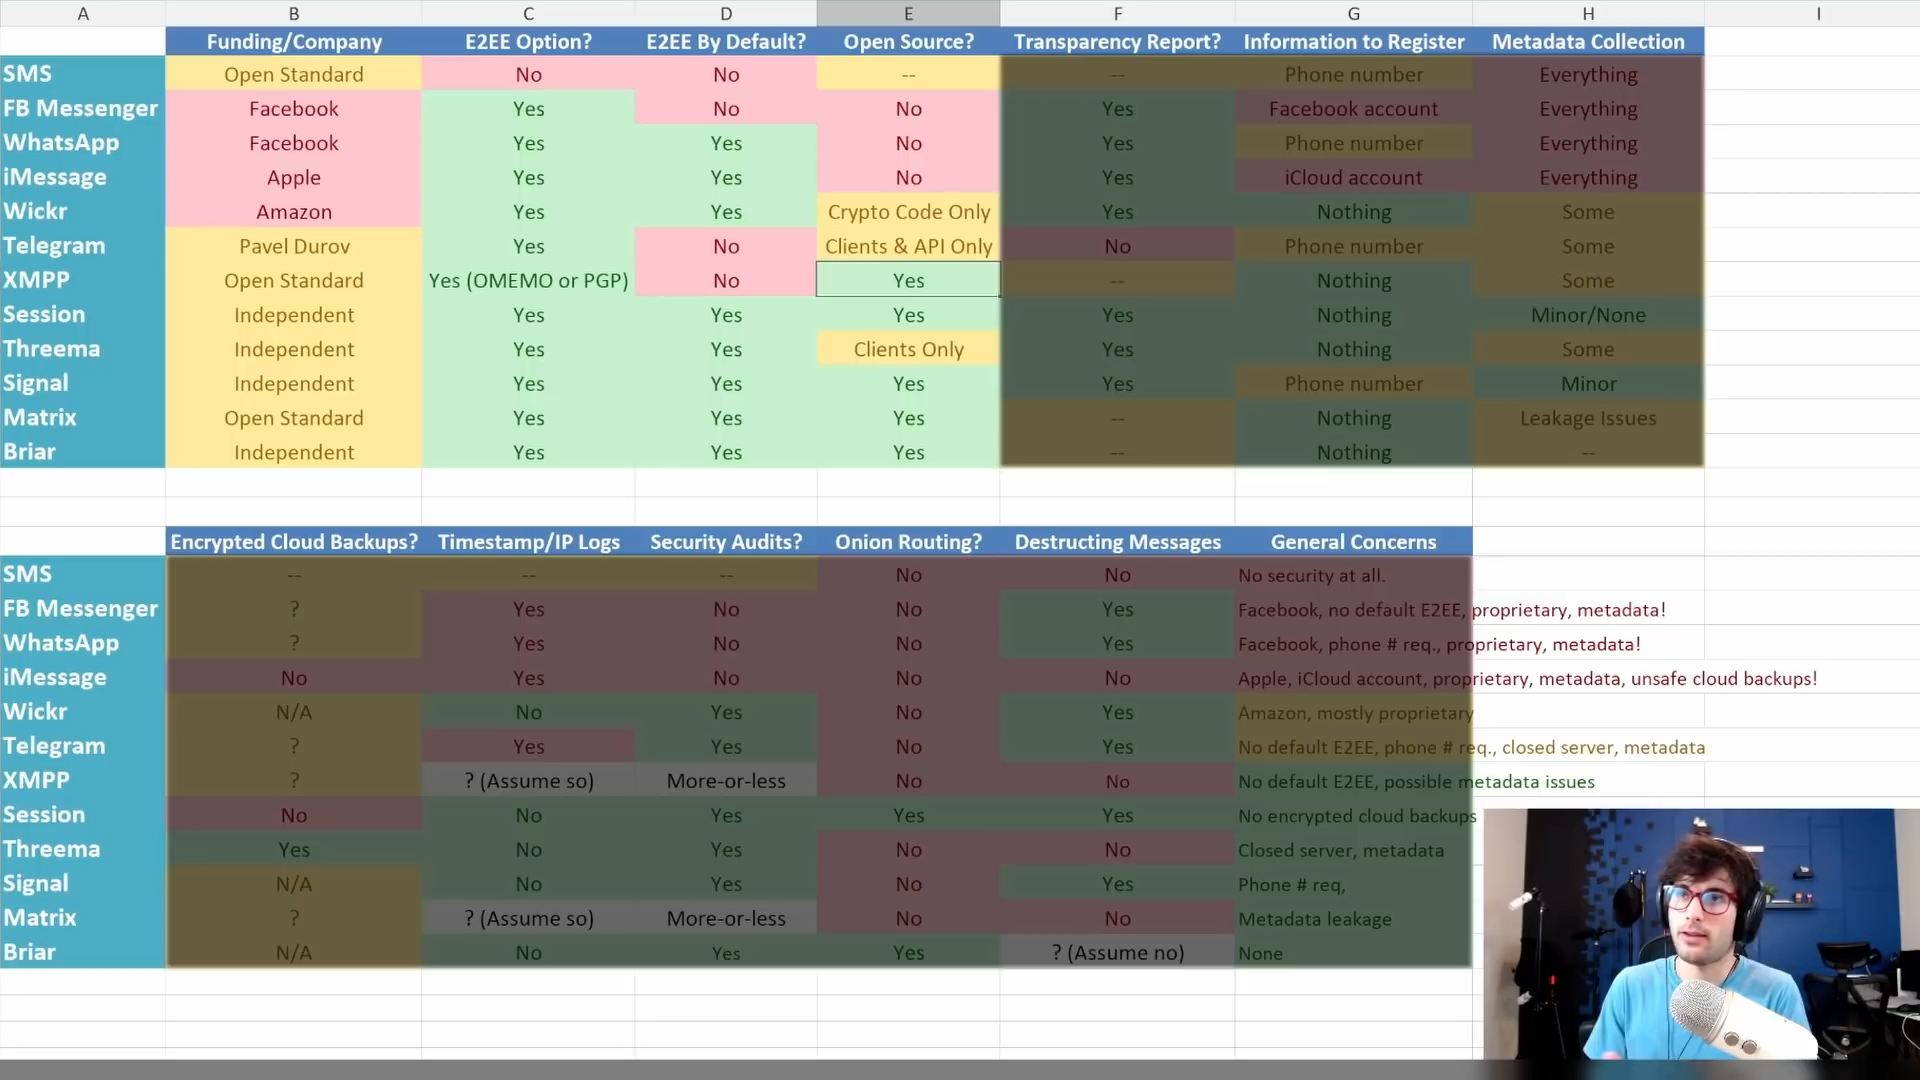 A B C D E F G H I
Funding/Company E2EE Option? E2EE By Default? Open Source? Transparency Report? Information to Register Metadata Collection
SMS Open Standard No No -- -- Phone number Everything
FB Messenger Facebook Yes No No Yes Facebook account Everything
WhatsApp Facebook Yes Yes No Yes Phone number Everything
iMessage Apple Yes Yes No Yes iCloud account Everything
Wickr Amazon Yes Yes Crypto Code Only Yes Nothing Some
Telegram Pavel Durov Yes No Clients & API Only No Phone number Some
XMPP Open Standard Yes (OMEMO or PGP) No Yes -- Nothing Some
Session Independent Yes Yes Yes Yes Nothing Minor/None
Threema Independent Yes Yes Clients Only Yes Nothing Some
Signal Independent Yes Yes Yes Yes Phone number Minor
Matrix Open Standard Yes Yes Yes -- Nothing Leakage Issues
Briar Independent Yes Yes Yes -- Nothing --
Encrypted Cloud Backups? Timestamp/IP Logs Security Audits? Onion Routing? Destructing Messages General Concerns
SMS -- -- -- No No No security at all.
FB Messenger ? Yes No No Yes Facebook, no default E2EE, proprietary, metadata!
WhatsApp ? Yes No No Yes Facebook, phone # req., proprietary, metadata!
iMessage No Yes No No No Apple, iCloud account, proprietary, metadata, unsafe cloud backups!
Wickr N/A No Yes No Yes Amazon, mostly proprietary
Telegram ? Yes Yes No Yes No default E2EE, phone # req., closed server, metadata
XMPP ? ? (Assume so) More-or-less No No No default E2EE, possible metadata issues
Session No No Yes Yes Yes No encrypted cloud backups
Threema Yes No Yes No No Closed server, metadata
Signal N/A No Yes No Yes Phone # req,
Matrix ? ? (Assume so) More-or-less No No Metadata leakage
Briar N/A No Yes Yes ? (Assume no) None